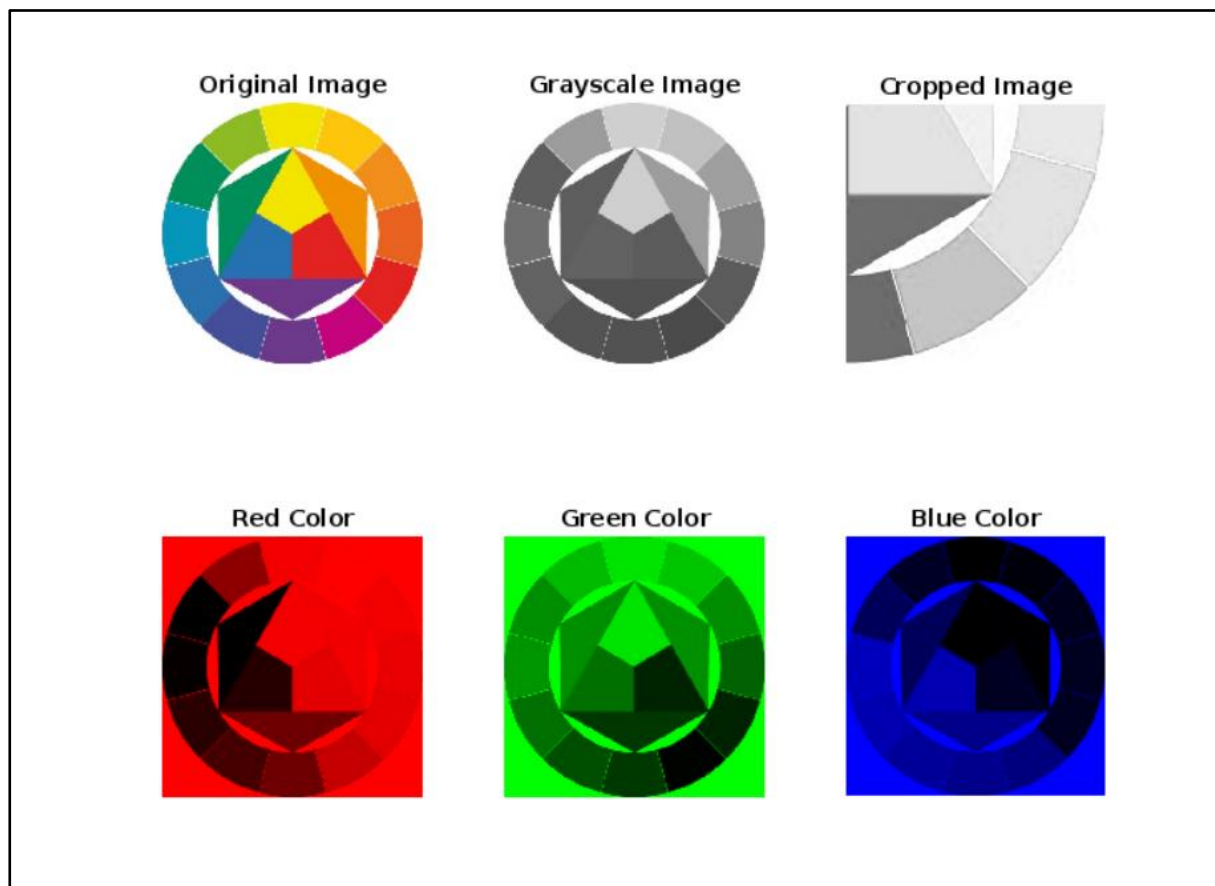 Original Image
Grayscale Image
Cropped Image
Red Color
Green Color
Blue Color